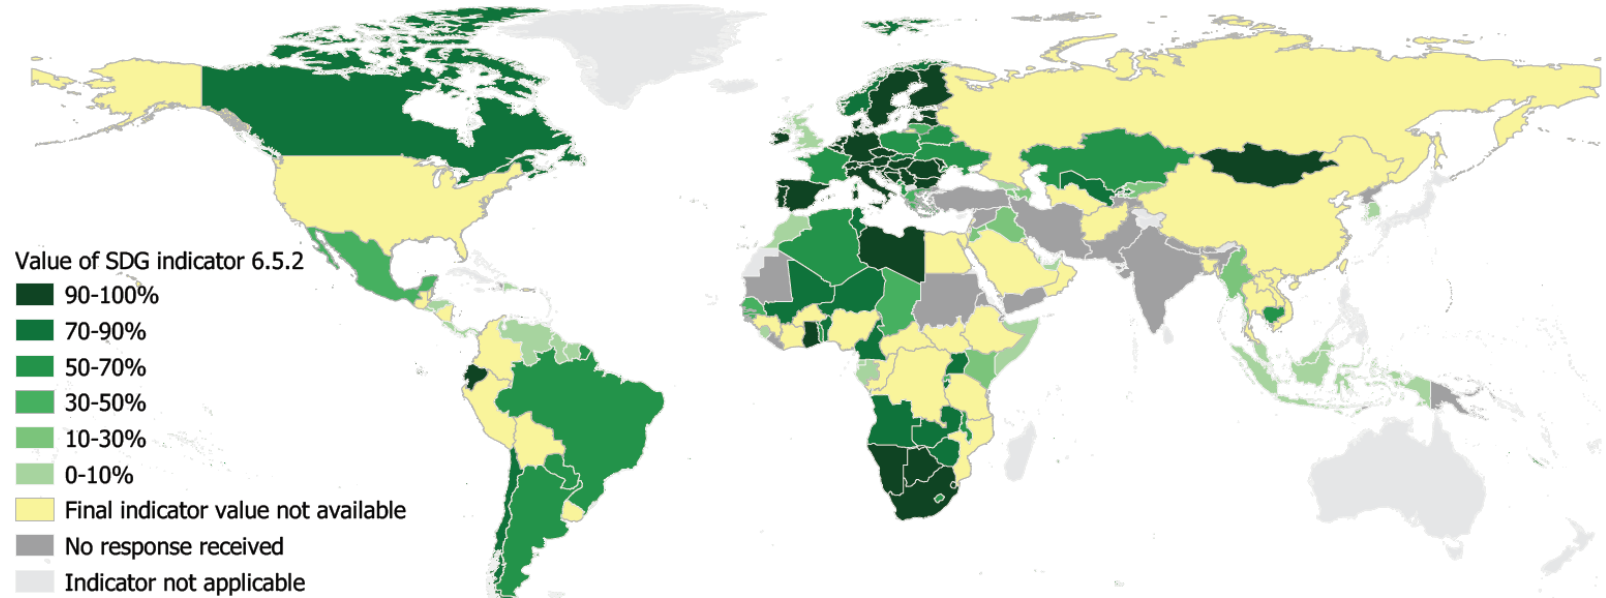 Value of SDG indicator 6.5.2
90-100%
70-90%
50-70%
30-50%
10-30%
0-10%
Final indicator value not available
No response received
Indicator not applicable